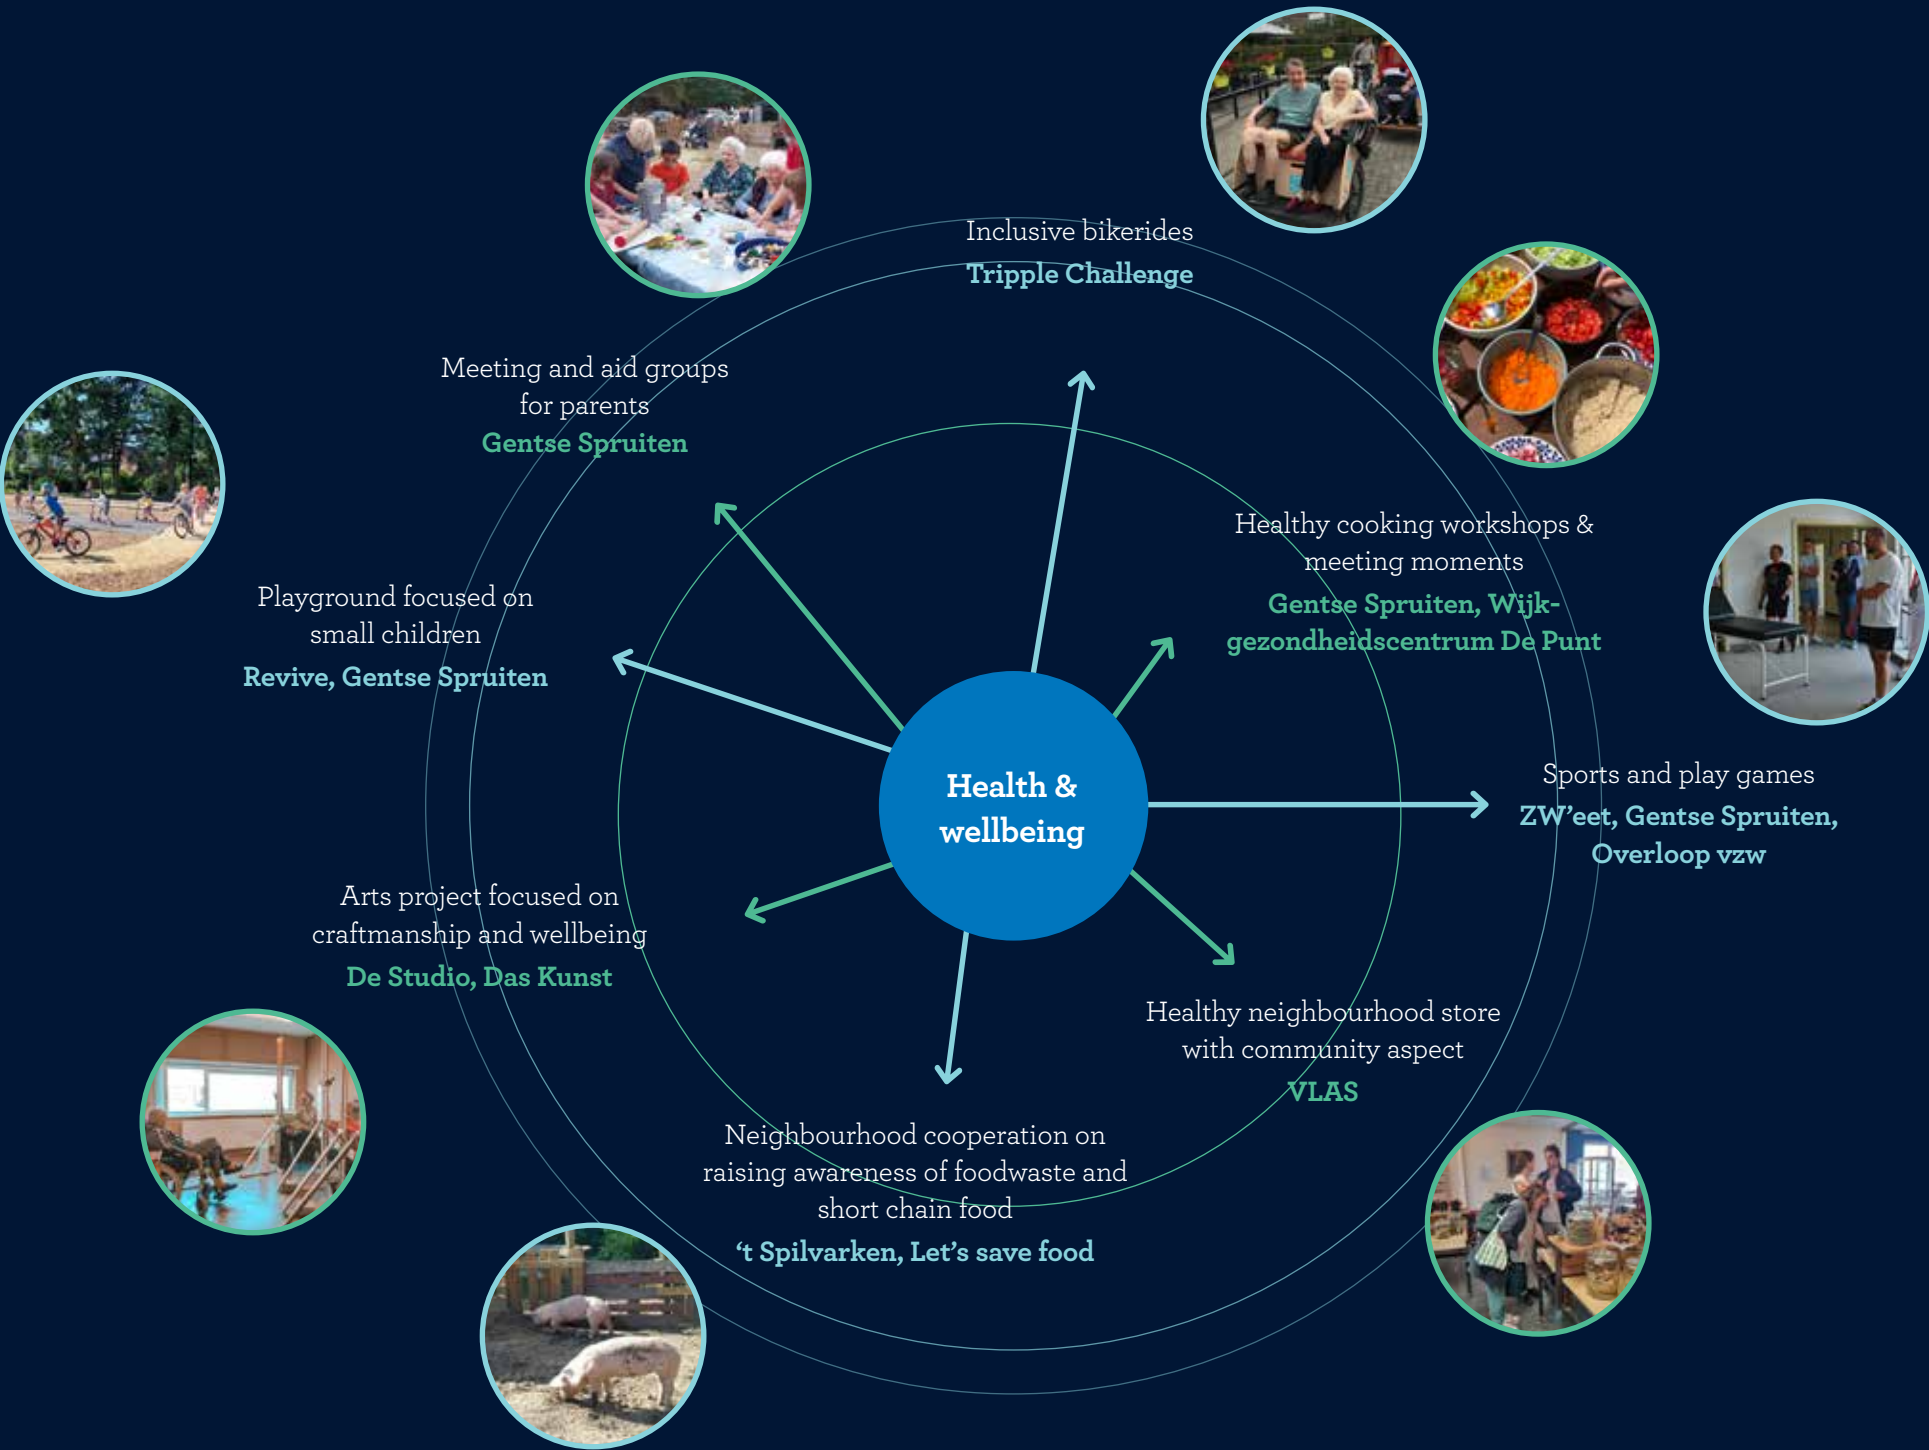 Inclusive bikerides
Tripple Challenge
Meeting and aid groups
for parents
Gentse Spruiten
Healthy cooking workshops &
meeting moments
Gentse Spruiten, Wijk-
gezondheidscentrum De Punt
Playground focused on
small children
Revive, Gentse Spruiten
Health &
wellbeing
Sports and play games
ZW’eet, Gentse Spruiten,
Overloop vzw
Arts project focused on
craftmanship and wellbeing
De Studio, Das Kunst
Healthy neighbourhood store
with community aspect
VLAS
Neighbourhood cooperation on
raising awareness of foodwaste and
short chain food
‘t Spilvarken, Let’s save food